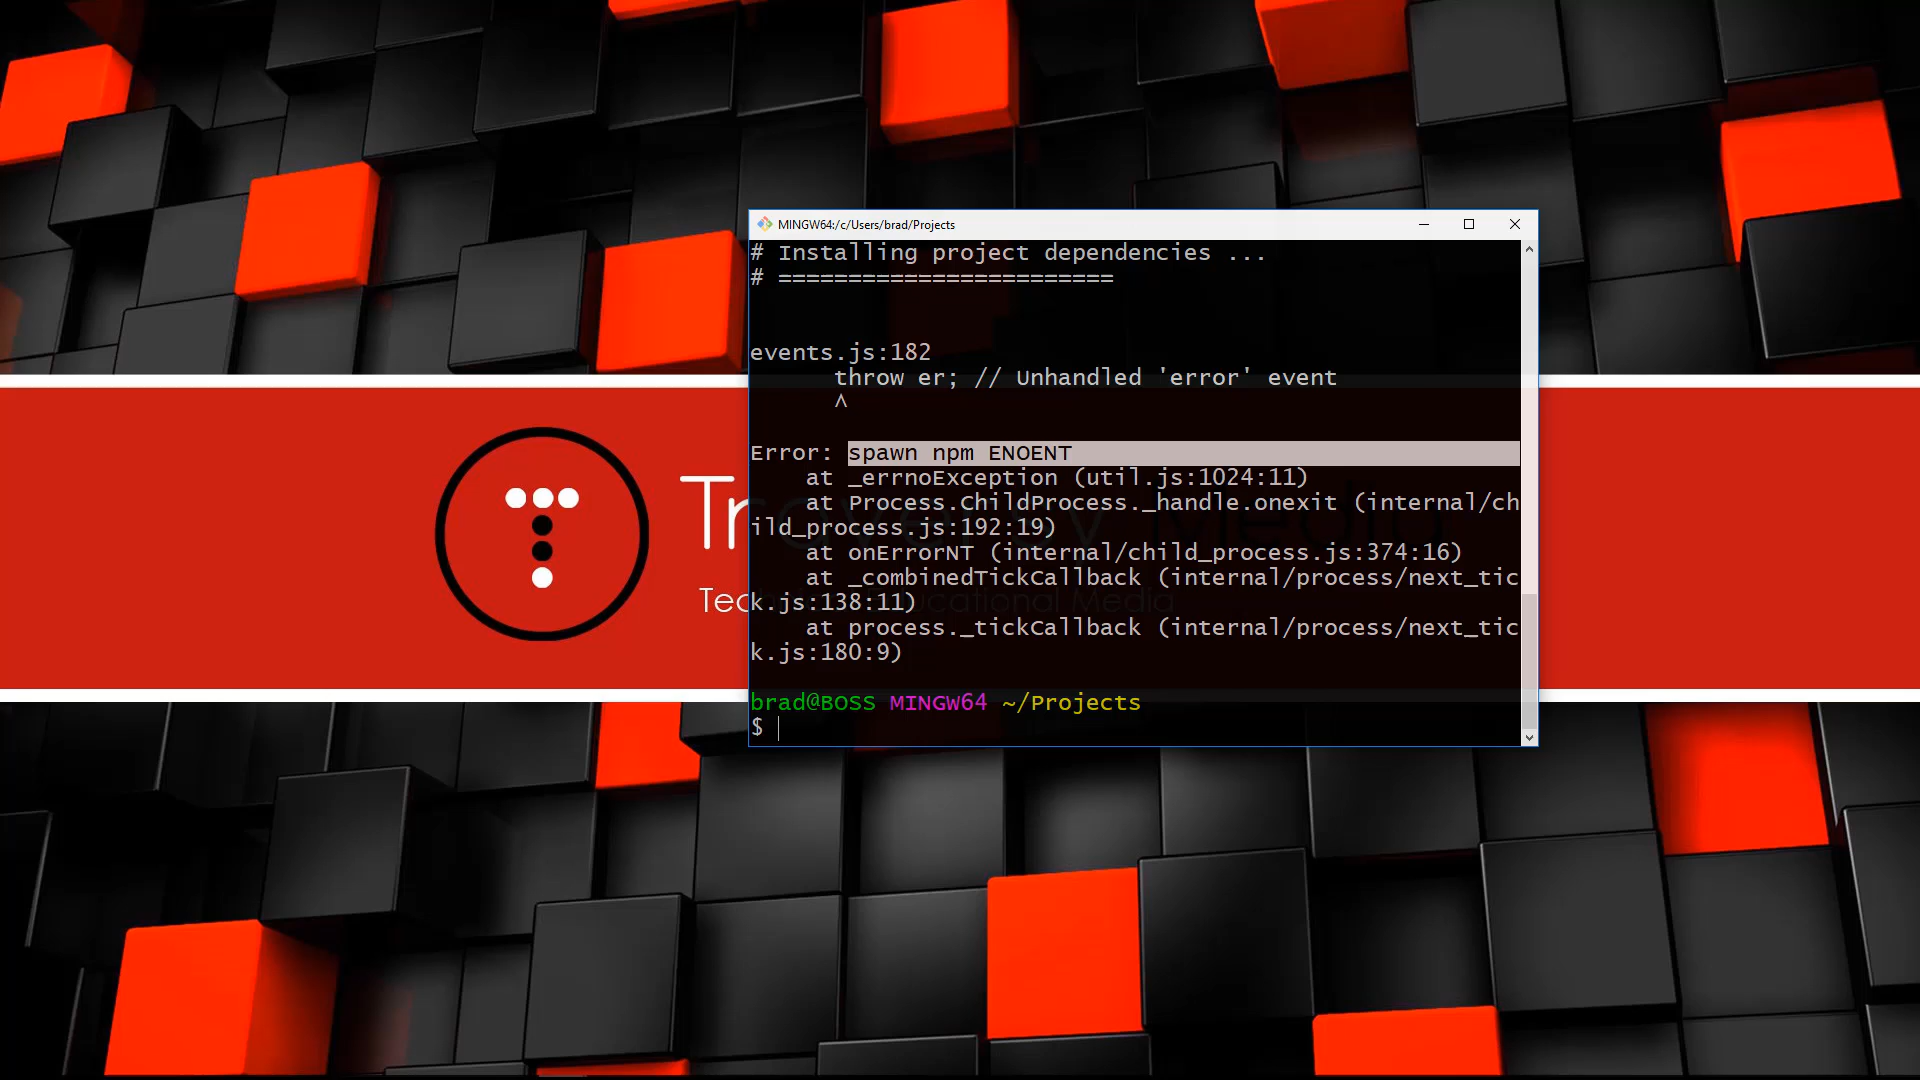 MINGW64:/c/Users/brad/Projects
# Installing project dependencies ...
# ========================
events.js:182
throw er; // Unhandled 'error' event
^
Error: spawn npm ENOENT
at _errnoException (util.js:1024:11)
at Process.ChildProcess._handle.onexit (internal/ch
ild_process.js:192:19)
at onErrorNT (internal/child_process.js:374:16)
at _combinedTickCallback (internal/process/next_tic
k.js:138:11)
at process._tickCallback (internal/process/next_tic
k.js:180:9)
brad@BOSS MINGW64 ~/Projects
$